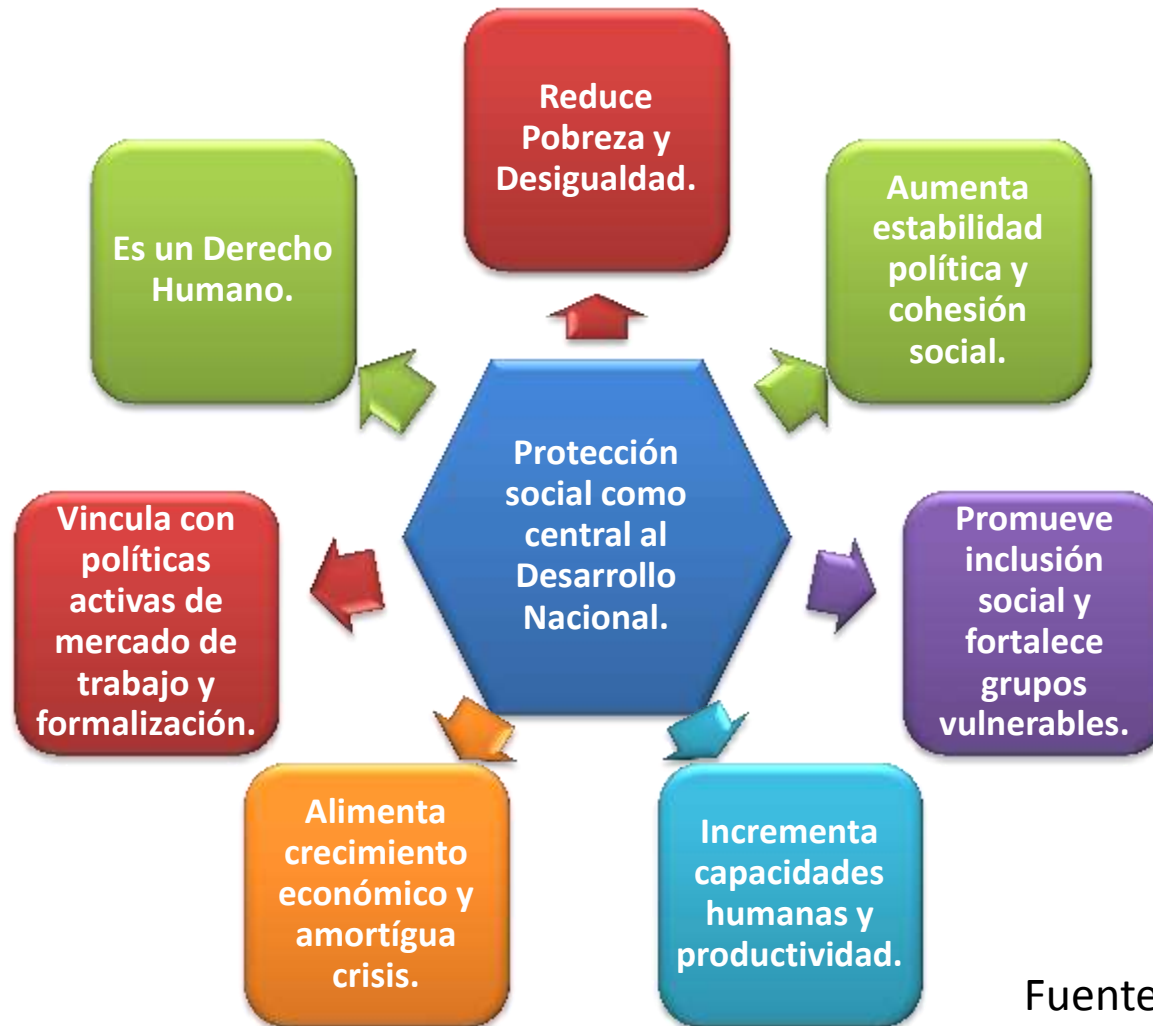 Reduce
Pobreza y
Desigualdad.
Aumenta
estabilidad
política y
cohesión
social.
Promueve
inclusión
social y
fortalece
grupos
vulnerables.
Incrementa
capacidades
humanas y
productividad.
Alimenta
crecimiento
económico y
amortígua
crisis.
Vincula con
políticas
activas de
mercado de
trabajo y
formalización.
Es un Derecho
Humano.
Protección
social como
central al
Desarrollo
Nacional.
Fuente